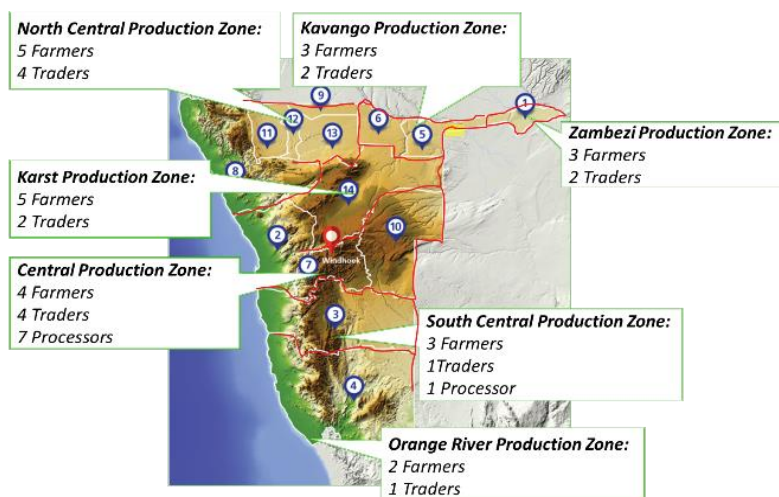 North Central Production Zone:
5 Farmers
4 Traders
Kavango Production Zone:
3 Farmers
2 Traders
9
1
12
6
11
13
5
Zambezi Production Zone:
3 Farmers
2 Traders
8
Karst Production Zone:
5 Farmers
2 Traders
14
2
10
Windhoek
7
Central Production Zone:
4 Farmers
4 Traders
7 Processors
3
South Central Production Zone:
3 Farmers
1Traders
1 Processor
4
Orange River Production Zone:
2 Farmers
1 Traders